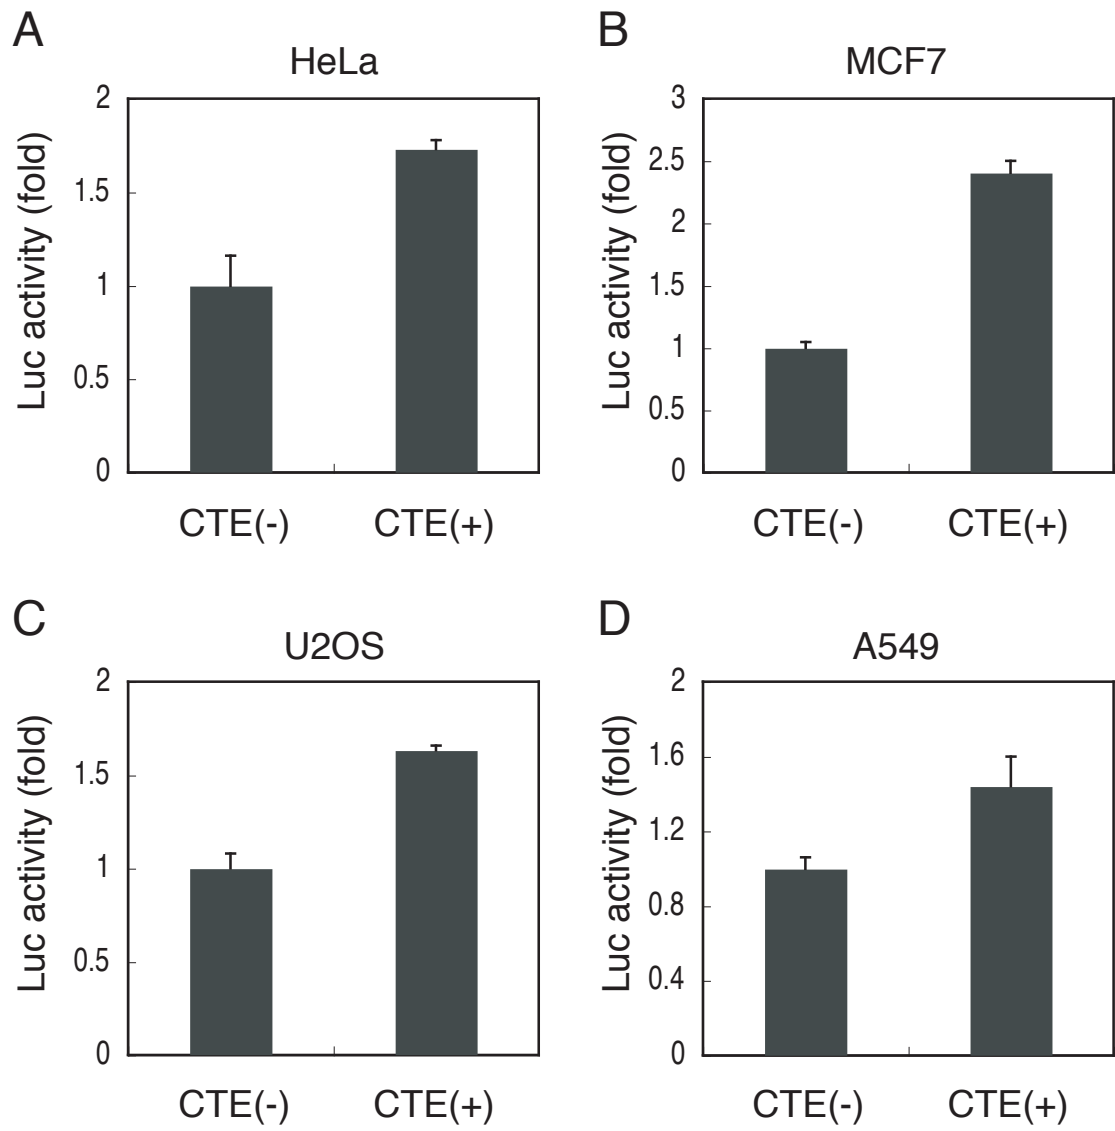 A
HeLa
Luc activity (fold)
2
1.5
1
0.5
0
CTE(-) CTE(+)
B
MCF7
Luc activity (fold)
3
2.5
2
1.5
1
0.5
0
CTE(-) CTE(+)
C
U2OS
Luc activity (fold)
2
1.5
1
0.5
0
CTE(-) CTE(+)
D
A549
Luc activity (fold)
2
1.6
1.2
0.8
0.4
0
CTE(-) CTE(+)